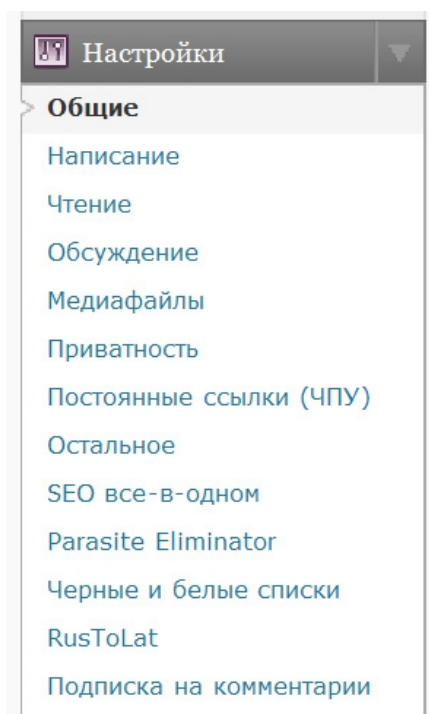 Настройки
Общие
Написание
Чтение
Обсуждение
Медиафайлы
Приватность
Постоянные ссылки (ЧПУ)
Остальное
SEO все-в-одном
Parasite Eliminator
Черные и белые списки
RusToLat
Подписка на комментарии